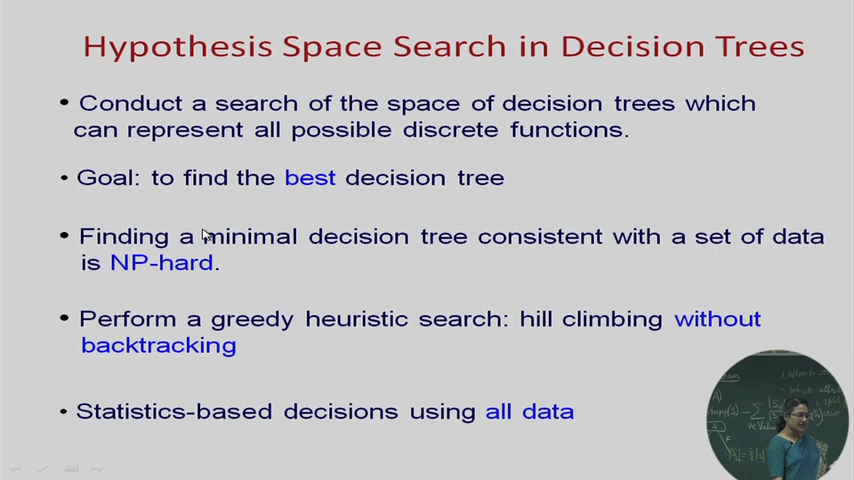 Hypothesis Space Search in Decision Trees
• Conduct a search of the space of decision trees which
can represent all possible discrete functions.
• Goal: to find the best decision tree
• Finding a minimal decision tree consistent with a set of data
is NP-hard.
• Perform a greedy heuristic search: hill climbing without
backtracking
• Statistics-based decisions using all data